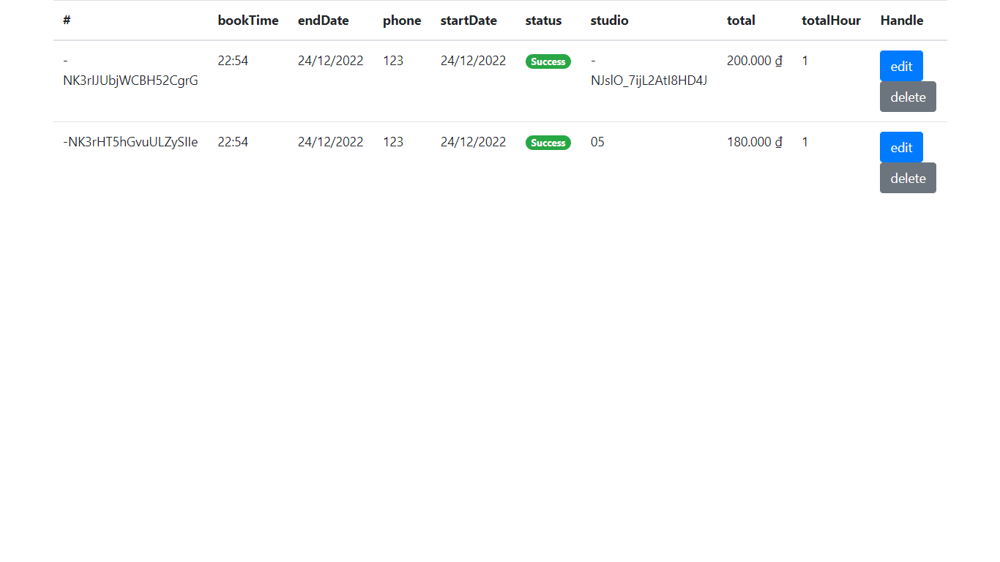 # bookTime endDate phone startDate status studio total totalHour Handle
- 22:54 24/12/2022 123 24/12/2022 Success - 200.000 ₫ 1 edit
NK3rIJUbjWCBH52CgrG NJslO_7ijL2AtI8HD4J
delete
-NK3rHT5hGvuULZySIIe 22:54 24/12/2022 123 24/12/2022 Success 05 180.000 ₫ 1 edit
delete